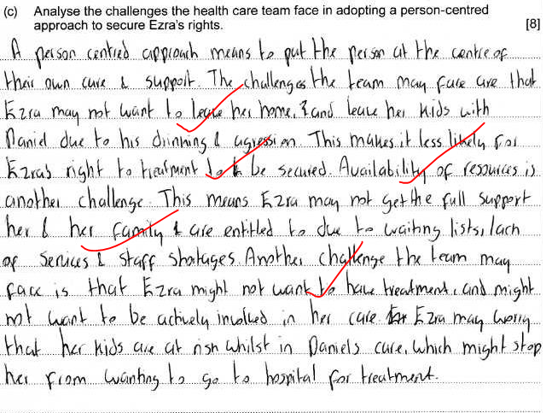 (c) Analyse the challenges the health care team face in adopting a person-centred
approach to secure Ezra's rights. [8]
A person centred approach means to put the person at the centre of
their own care & support. The challenges the team may face are that
Ezra may not want to leave her home, & and leave her kids with
Daniel due to his drinking & agression. This makes it less likely for
Ezra's right to treatment to be secured. Availability of resources is
another challenge. This means Ezra may not get the full support
her & her family & are entitled to due to waiting lists, lack
of services & staff shortages. Another challenge the team may
face is that Ezra might not want to have treatment, and might
not want to be actively involved in her care. Ezra may worry
that her kids are at risk whilst in Daniels care, which might stop
her from wanting to go to hospital for treatment.